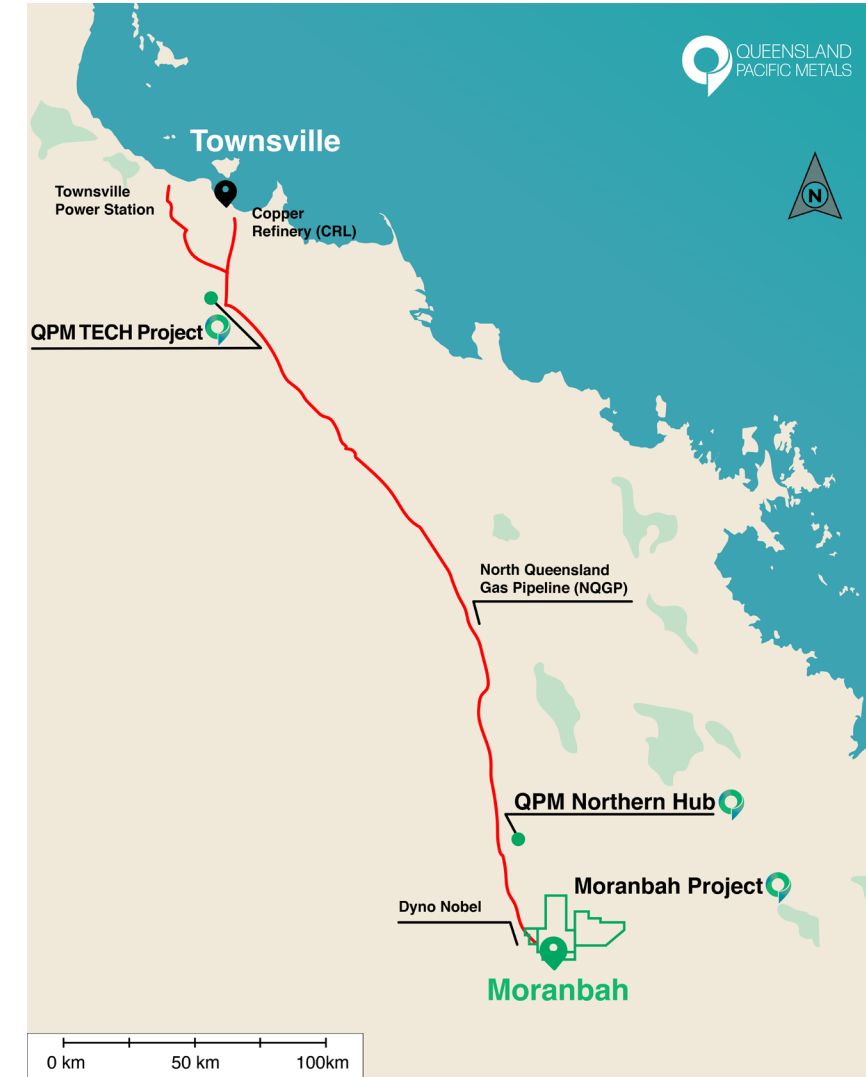 QUEENSLAND
PACIFIC METALS
Townsville
N
Townsville
Power Station
Copper
Refinery (CRL)
QPM TECH Project
North Queensland
Gas Pipeline (NQGP)
QPM Northern Hub
Moranbah Project
Dyno Nobel
Moranbah
0 km 50 km 100km